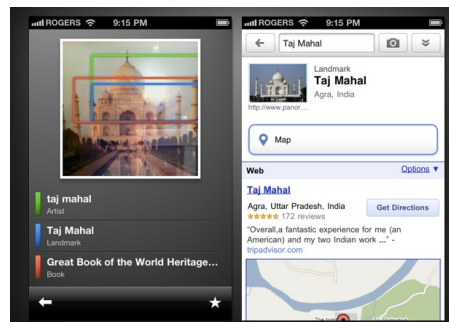 ROGERS 9:15 PM
taj mahal
Artist
Taj Mahal
Landmark
Great Book of the World Heritage...
Book
ROGERS 9:15 PM
Taj Mahal
Landmark
Taj Mahal
Agra, India
http://www.panor...
Map
Web Options ▼
Taj Mahal
Agra, Uttar Pradesh, India
172 reviews
Get Directions
"Overall,a fantastic experience for me (an
American) and my two Indian work ..." -
tripadvisor.com